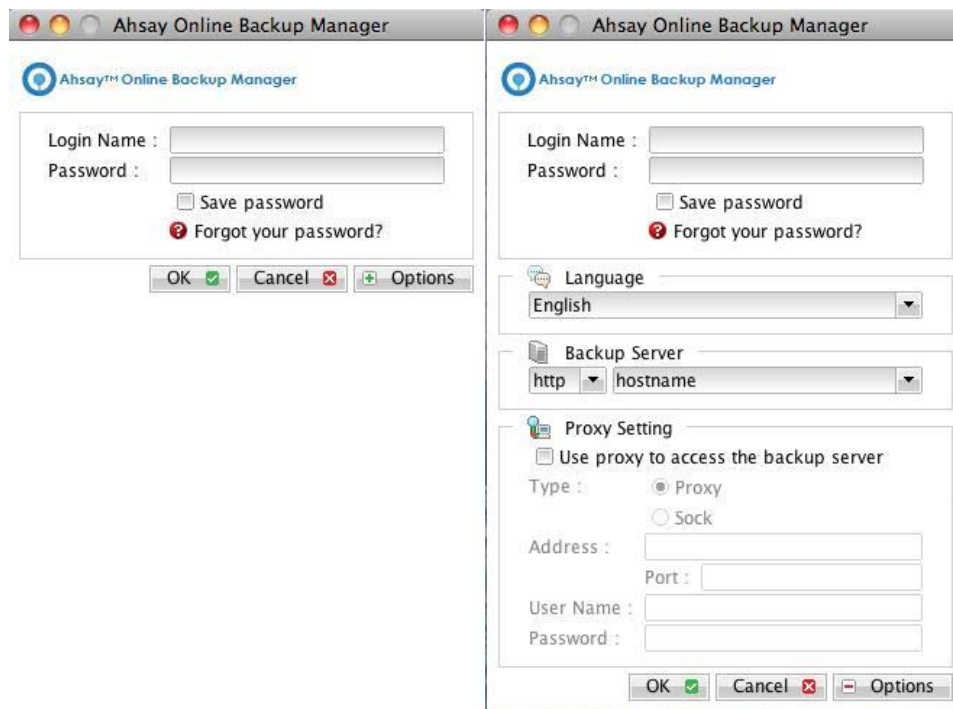 Ahsay Online Backup Manager
Ahsay™ Online Backup Manager
Login Name :
Password :
Save password
Forgot your password?
OK Cancel Options
Ahsay Online Backup Manager
Ahsay™ Online Backup Manager
Login Name :
Password :
Save password
Forgot your password?
Language
English
Backup Server
http hostname
Proxy Setting
Use proxy to access the backup server
Type : Proxy
Sock
Address :
Port :
User Name :
Password :
OK Cancel Options